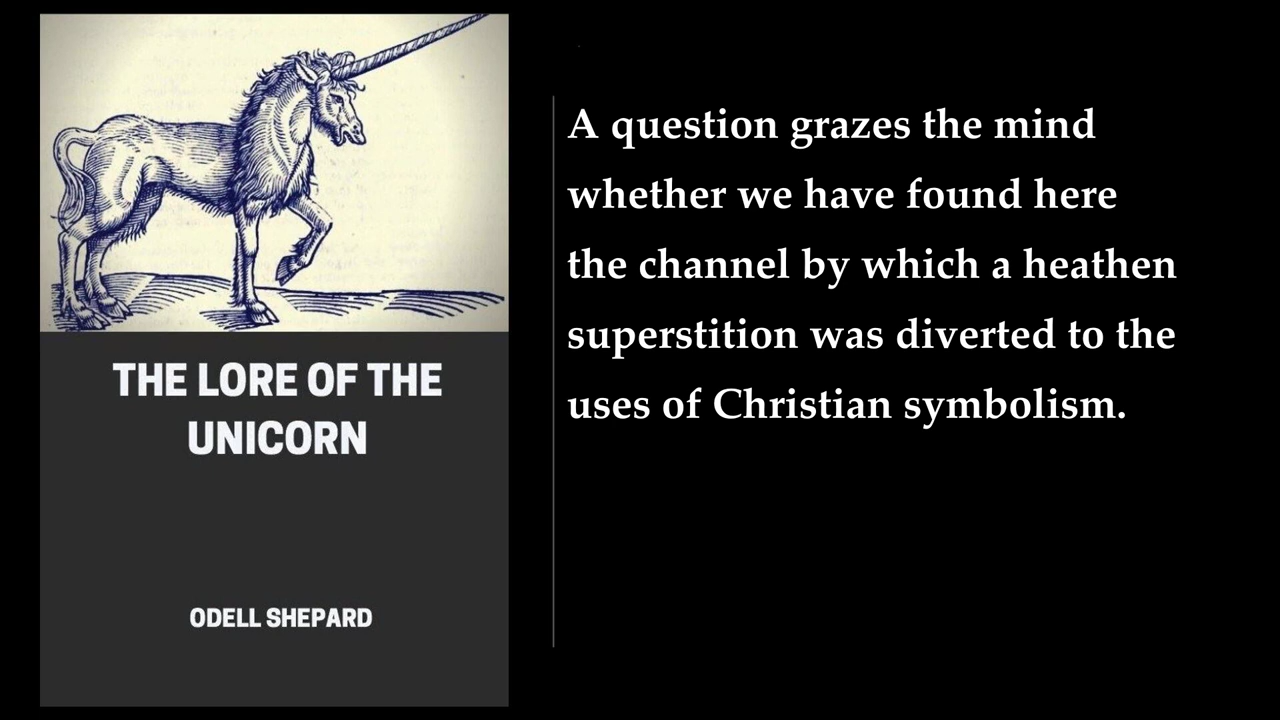 THE LORE OF THE
UNICORN
ODELL SHEPARD
A question grazes the mind
whether we have found here
the channel by which a heathen
superstition was diverted to the
uses of Christian symbolism.